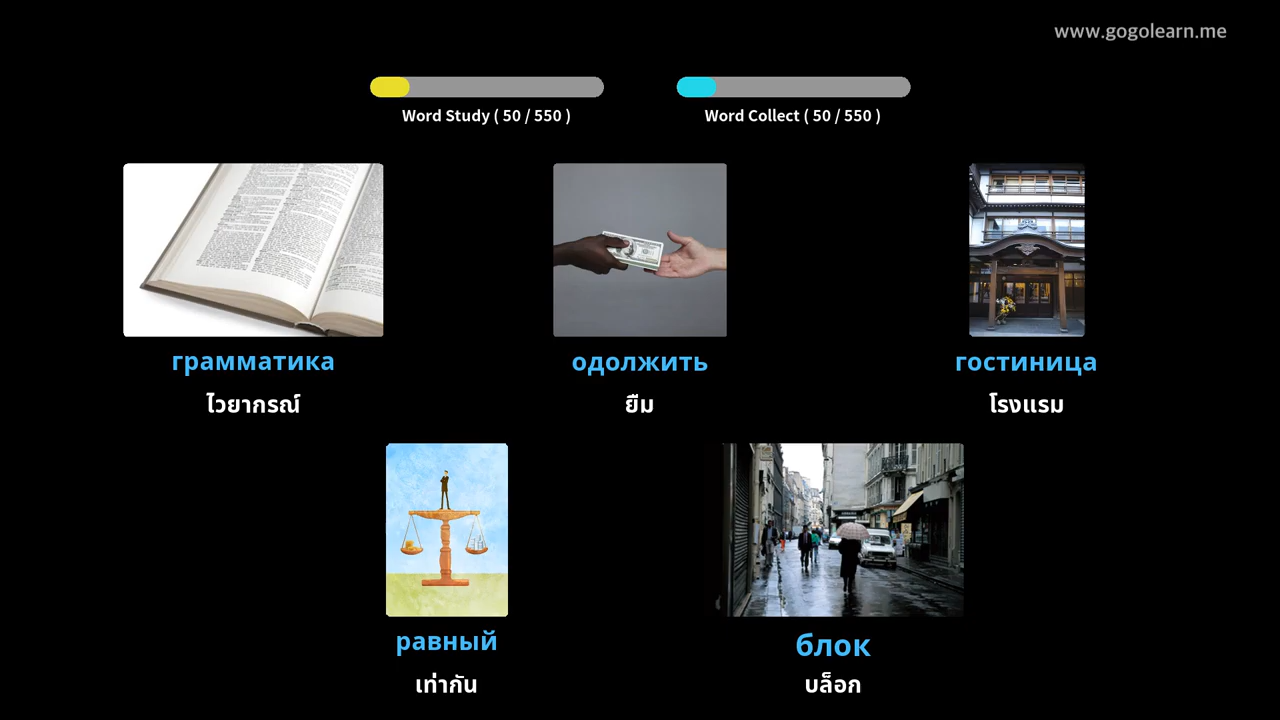 www.gogolearn.me
Word Study ( 50 / 550 )
Word Collect ( 50 / 550 )
грамматика
одолжить
гостиница
ไวยากรณ์
ยืม
โรงแรม
равный
блок
เท่ากัน
บล็อก